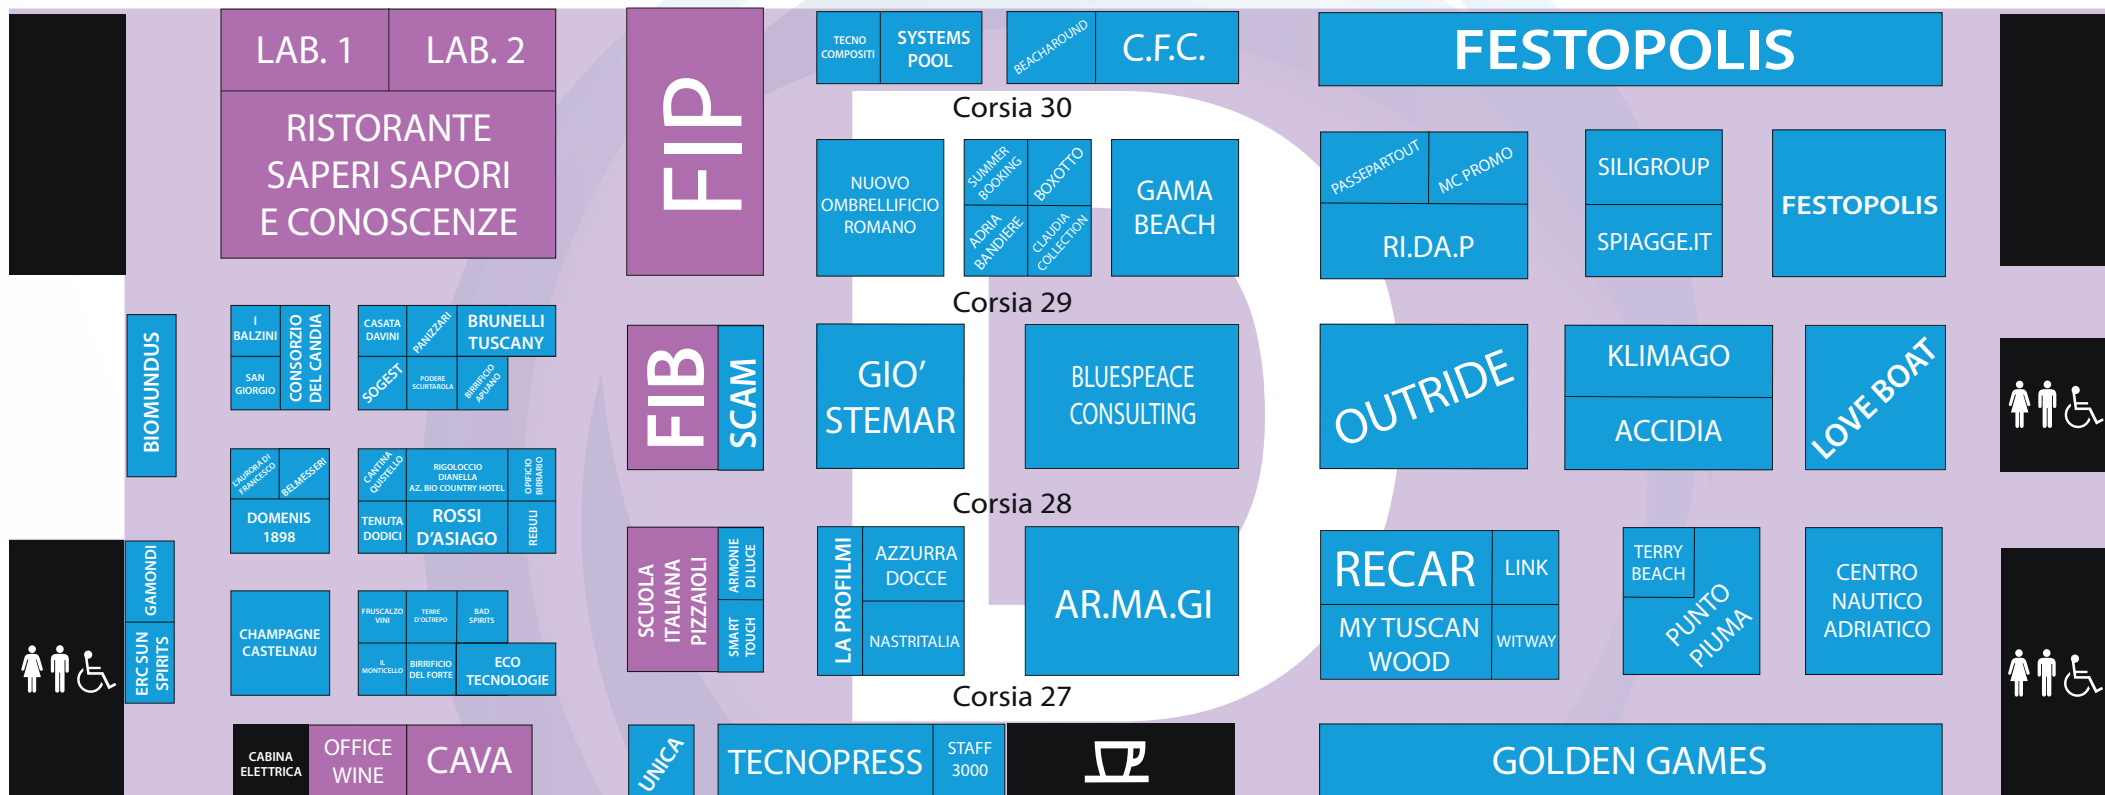 LAB. 1
LAB. 2
RISTORANTE
SAPERI SAPORI
E CONOSCENZE
FIP
TECNO
COMPOSITI
SYSTEMS
POOL
BEACHAROUND
C.F.C.
FESTOPOLIS
Corsia 30
NUOVO
OMBRELLIFICIO
ROMANO
SUMMER
BOOKING
BOXOTTO
ADRIA
BANDIERE
CLAUDIA
COLLECTION
GAMA
BEACH
PASSEPARTOUT
MC PROMO
RI.DA.P
SILIGROUP
SPIAGGE.IT
FESTOPOLIS
Corsia 29
BIOMUNDUS
I
BALZINI
SAN
GIORGIO
CONSORZIO
DEL CANDIA
CASATA
DAVINI
PANIZZARI
BRUNELLI
TUSCANY
SOGEST
PODERE
SCURTAROLA
BIRRIFICIO
APUANO
FIB
SCAM
GIO'
STEMAR
BLUESPEACE
CONSULTING
OUTRIDE
KLIMAGO
ACCIDIA
LOVE BOAT
L'AURORA DI
FRANCESCO
BELMESSERI
DOMENIS
1898
CANTINA
QUISTELLO
RIGOLOCCIO
DIANELLA
AZ. BIO COUNTRY HOTEL
OPIFICIO
BIRRARIO
TENUTA
DODICI
ROSSI
D'ASIAGO
REBULI
Corsia 28
GAMONDI
ERC SUN
SPIRITS
CHAMPAGNE
CASTELNAU
FRUSCALZO
VINI
TERRE
D'OLTREPO
BAD
SPIRITS
IL
MONTICELLO
BIRRIFICIO
DEL FORTE
ECO
TECNOLOGIE
SCUOLA
ITALIANA
PIZZAIOLI
ARMONIE
DI LUCE
SMART
TOUCH
LA PROFILMI
AZZURRA
DOCCE
NASTRITALIA
AR.MA.GI
RECAR
LINK
MY TUSCAN
WOOD
WITWAY
TERRY
BEACH
PUNTO
PIUMA
CENTRO
NAUTICO
ADRIATICO
Corsia 27
CABINA
ELETTRICA
OFFICE
WINE
CAVA
UNICA
TECNOPRESS
STAFF
3000
GOLDEN GAMES
D